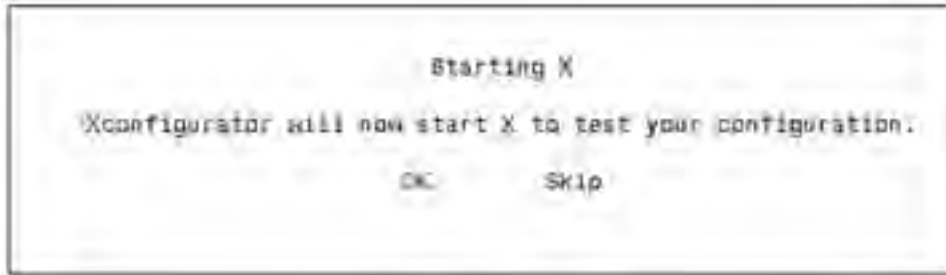 Starting X
Xconfigurator will now start X to test your configuration.
OK Skip